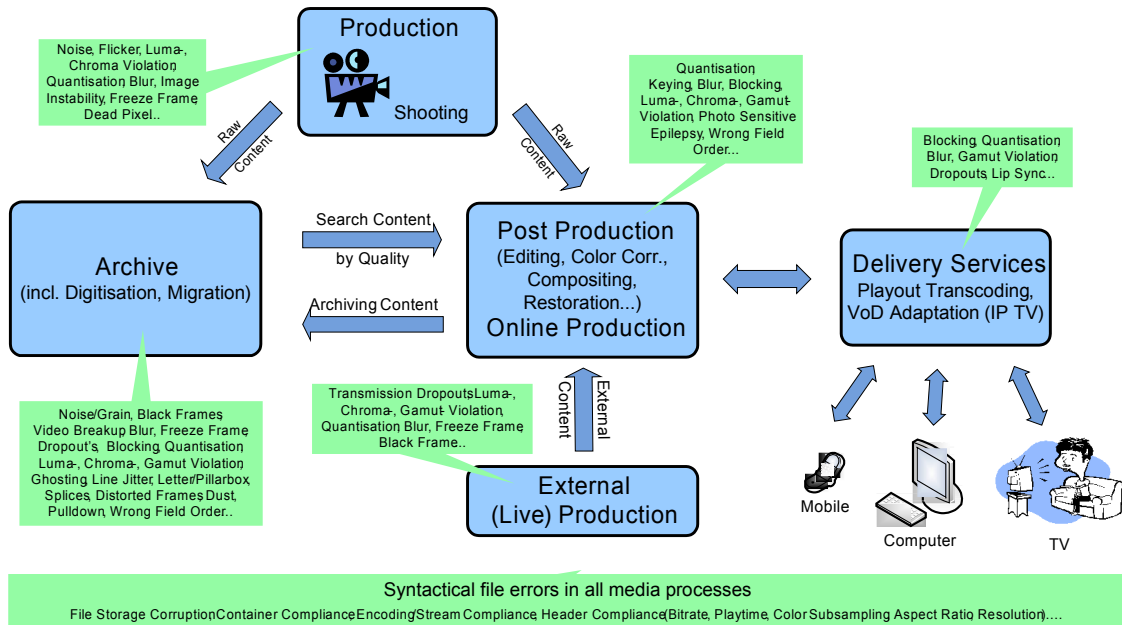 Production
Shooting
Noise, Flicker, Luma-,
Chroma Violation,
Quantisation, Blur, Image
Instability, Freeze Frame,
Dead Pixel..
Quantisation,
Keying, Blur, Blocking,
Luma-, Chroma-, Gamut-
Violation, Photo Sensitive
Epilepsy, Wrong Field
Order...
Blocking, Quantisation,
Blur, Gamut Violation,
Dropouts, Lip Sync...
Raw
Content
Raw
Content
Archive
(incl. Digitisation, Migration)
Search Content
by Quality
Archiving Content
Post Production
(Editing, Color Corr.,
Compositing,
Restoration...)
Online Production
Delivery Services
Playout Transcoding,
VoD Adaptation (IP TV)
Noise/Grain, Black Frames,
Video Breakup, Blur, Freeze Frame,
Dropout's, Blocking, Quantisation,
Luma-, Chroma-, Gamut Violation,
Ghosting, Line Jitter, Letter/Pillarbox,
Splices, Distorted Frames, Dust,
Pulldown, Wrong Field Order..
Transmission Dropouts, Luma-,
Chroma-, Gamut- Violation,
Quantisation, Blur, Freeze Frame,
Black Frame..
External
Content
External
(Live) Production
Mobile
Computer
TV
Syntactical file errors in all media processes
File Storage Corruption, Container Compliance, Encoding/Stream Compliance, Header Compliance (Bitrate, Playtime, Color Subsampling, Aspect Ratio, Resolution)....